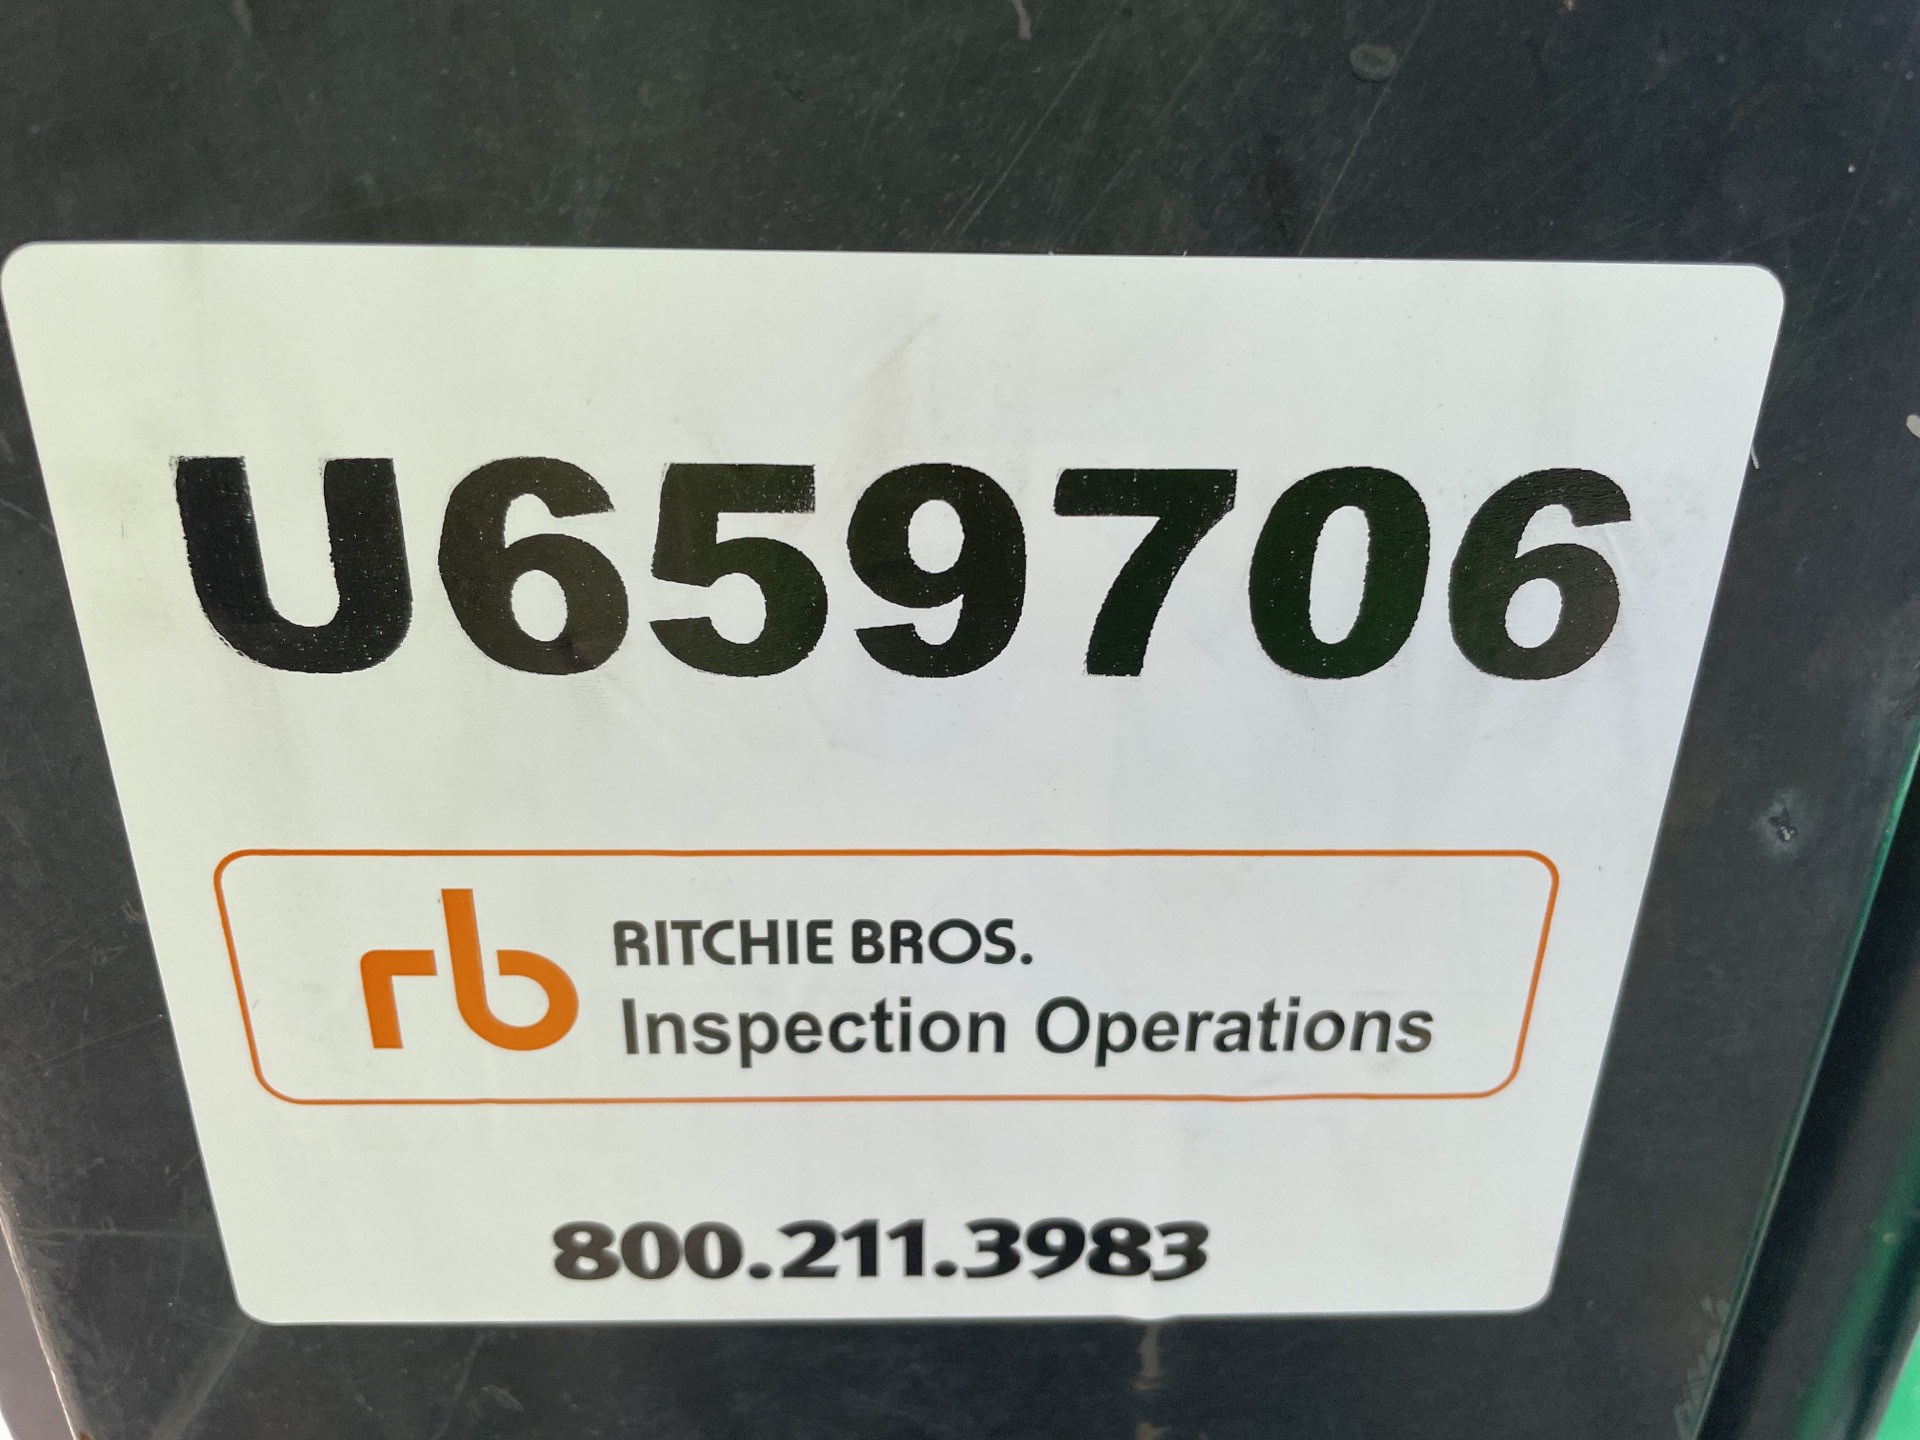 U659706
rb RITCHIE BROS.
Inspection Operations
800.211.3983